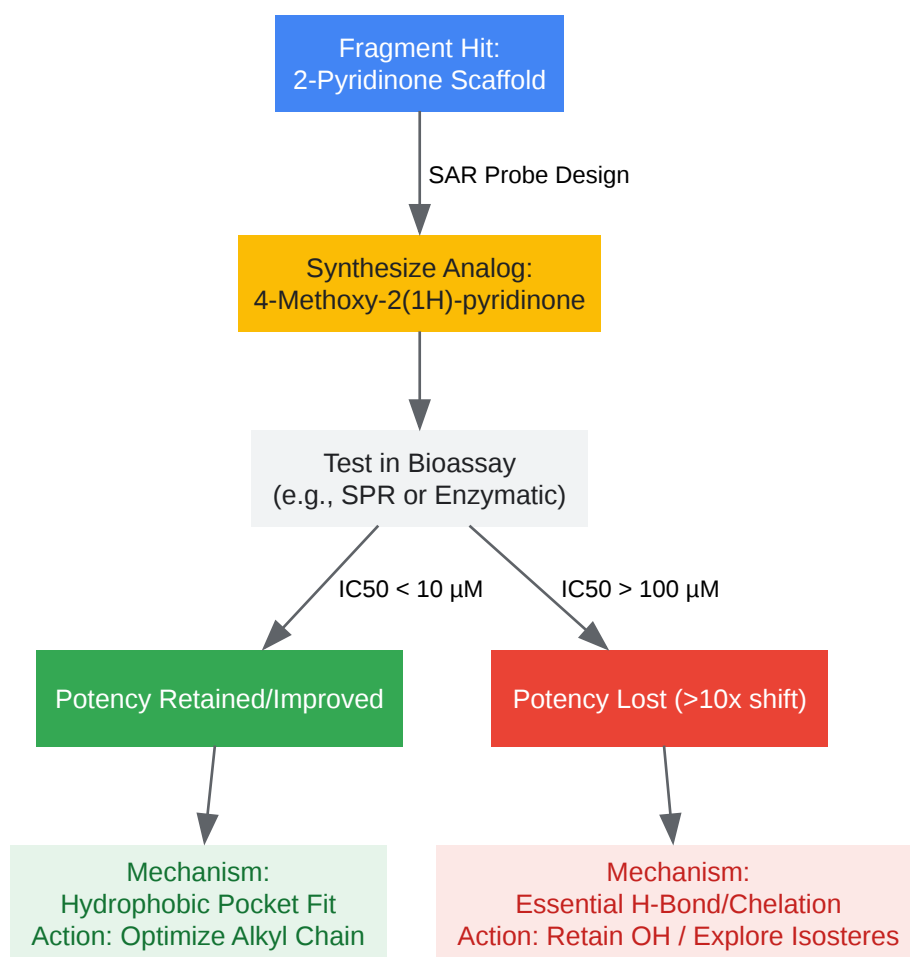 Fragment Hit:
2-Pyridinone Scaffold
SAR Probe Design
Synthesize Analog:
4-Methoxy-2(1H)-pyridinone
Test in Bioassay
(e.g., SPR or Enzymatic)
IC50 < 10 µM
IC50 > 100 µM
Potency Retained/Improved
Potency Lost (>10x shift)
Mechanism:
Hydrophobic Pocket Fit
Action: Optimize Alkyl Chain
Mechanism:
Essential H-Bond/Chelation
Action: Retain OH / Explore Isosteres